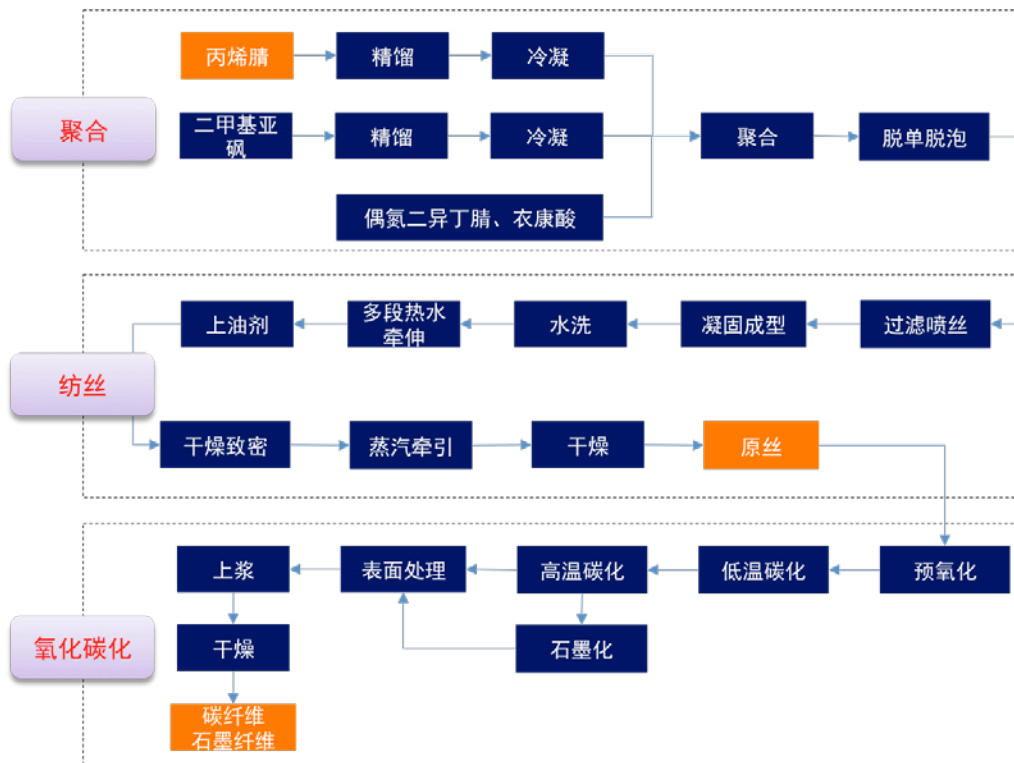 丙烯腈
精馏
冷凝
聚合
二甲基亚
砜
精馏
冷凝
聚合
脱单脱泡
偶氮二异丁腈、衣康酸
上油剂
多段热水
牵伸
水洗
凝固成型
过滤喷丝
纺丝
干燥致密
蒸汽牵引
干燥
原丝
上浆
表面处理
高温碳化
低温碳化
预氧化
氧化碳化
干燥
石墨化
碳纤维
石墨纤维